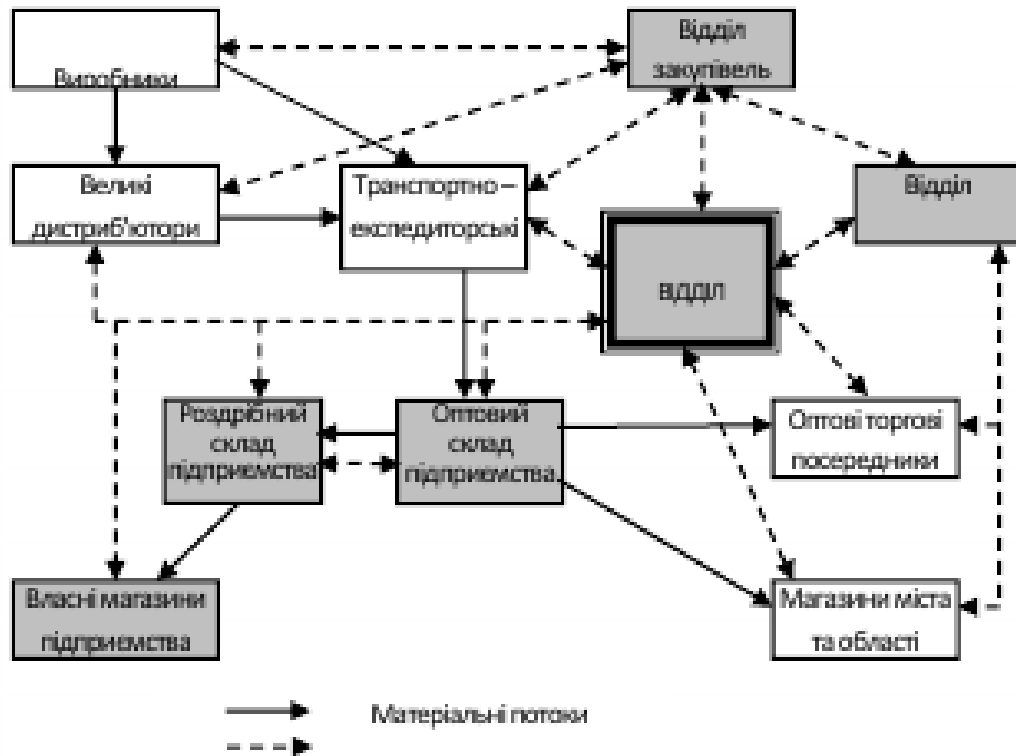 Виробники
Відділ
закупівель
Великі
дистриб'ютори
Транспортно –
експедиторські
Відділ
відділ
Роздрібний
склад
підприємства
Оптовий
склад
підприємства
Оптові торгові
посередники
Власні магазини
підприємства
Магазини міста
та області
Матеріальні потоки